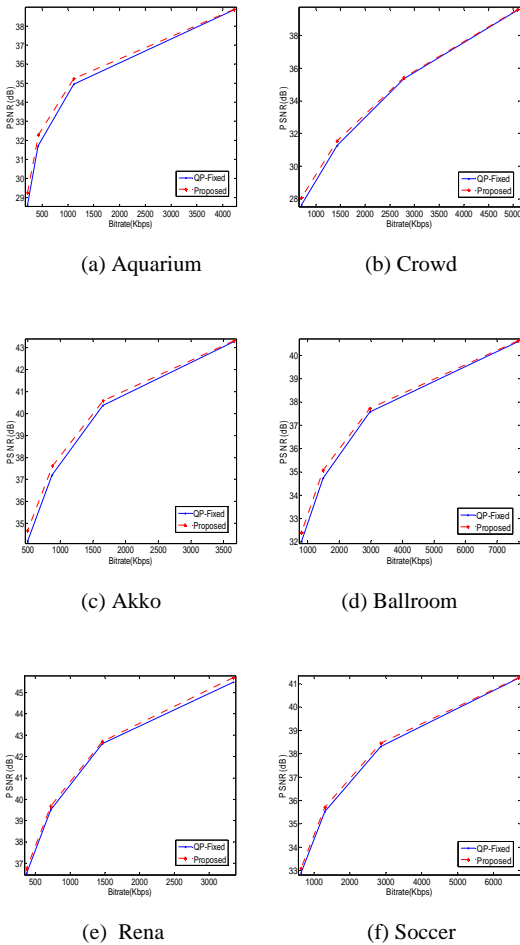 39
38
37
36
35
34
33
32
31
30
29
PSNR(dB)
500 1000 1500 2000 2500 3000 3500 4000
Bitrate(Kbps)
QP-Fixed
Proposed
(a) Aquarium
38
36
34
32
30
28
PSNR(dB)
1000 1500 2000 2500 3000 3500 4000 4500 5000
Bitrate(Kbps)
QP-Fixed
Proposed
(b) Crowd
43
42
41
40
39
38
37
36
35
PSNR(dB)
500 1000 1500 2000 2500 3000 3500
Bitrate(Kbps)
QP-Fixed
Proposed
(c) Akko
40
39
38
37
36
35
34
33
32
PSNR(dB)
1000 2000 3000 4000 5000 6000 7000
Bitrate(Kbps)
QP-Fixed
Proposed
(d) Ballroom
45
44
43
42
41
40
39
38
37
PSNR(dB)
500 1000 1500 2000 2500 3000
Bitrate(Kbps)
QP-Fixed
Proposed
(e) Rena
41
40
39
38
37
36
35
34
33
PSNR(dB)
1000 2000 3000 4000 5000 6000
Bitrate(Kbps)
QP-Fixed
Proposed
(f) Soccer